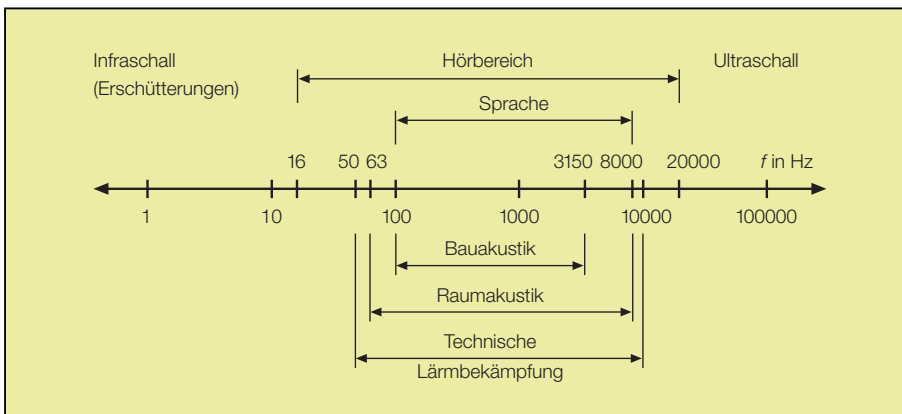 Infraschall Hörbereich Ultraschall
(Erschütterungen)
Sprache
16 50 63 3150 8000 20000 f in Hz
1 10 100 1000 10000 100000
Bauakustik
Raumakustik
Technische
Lärmbekämpfung